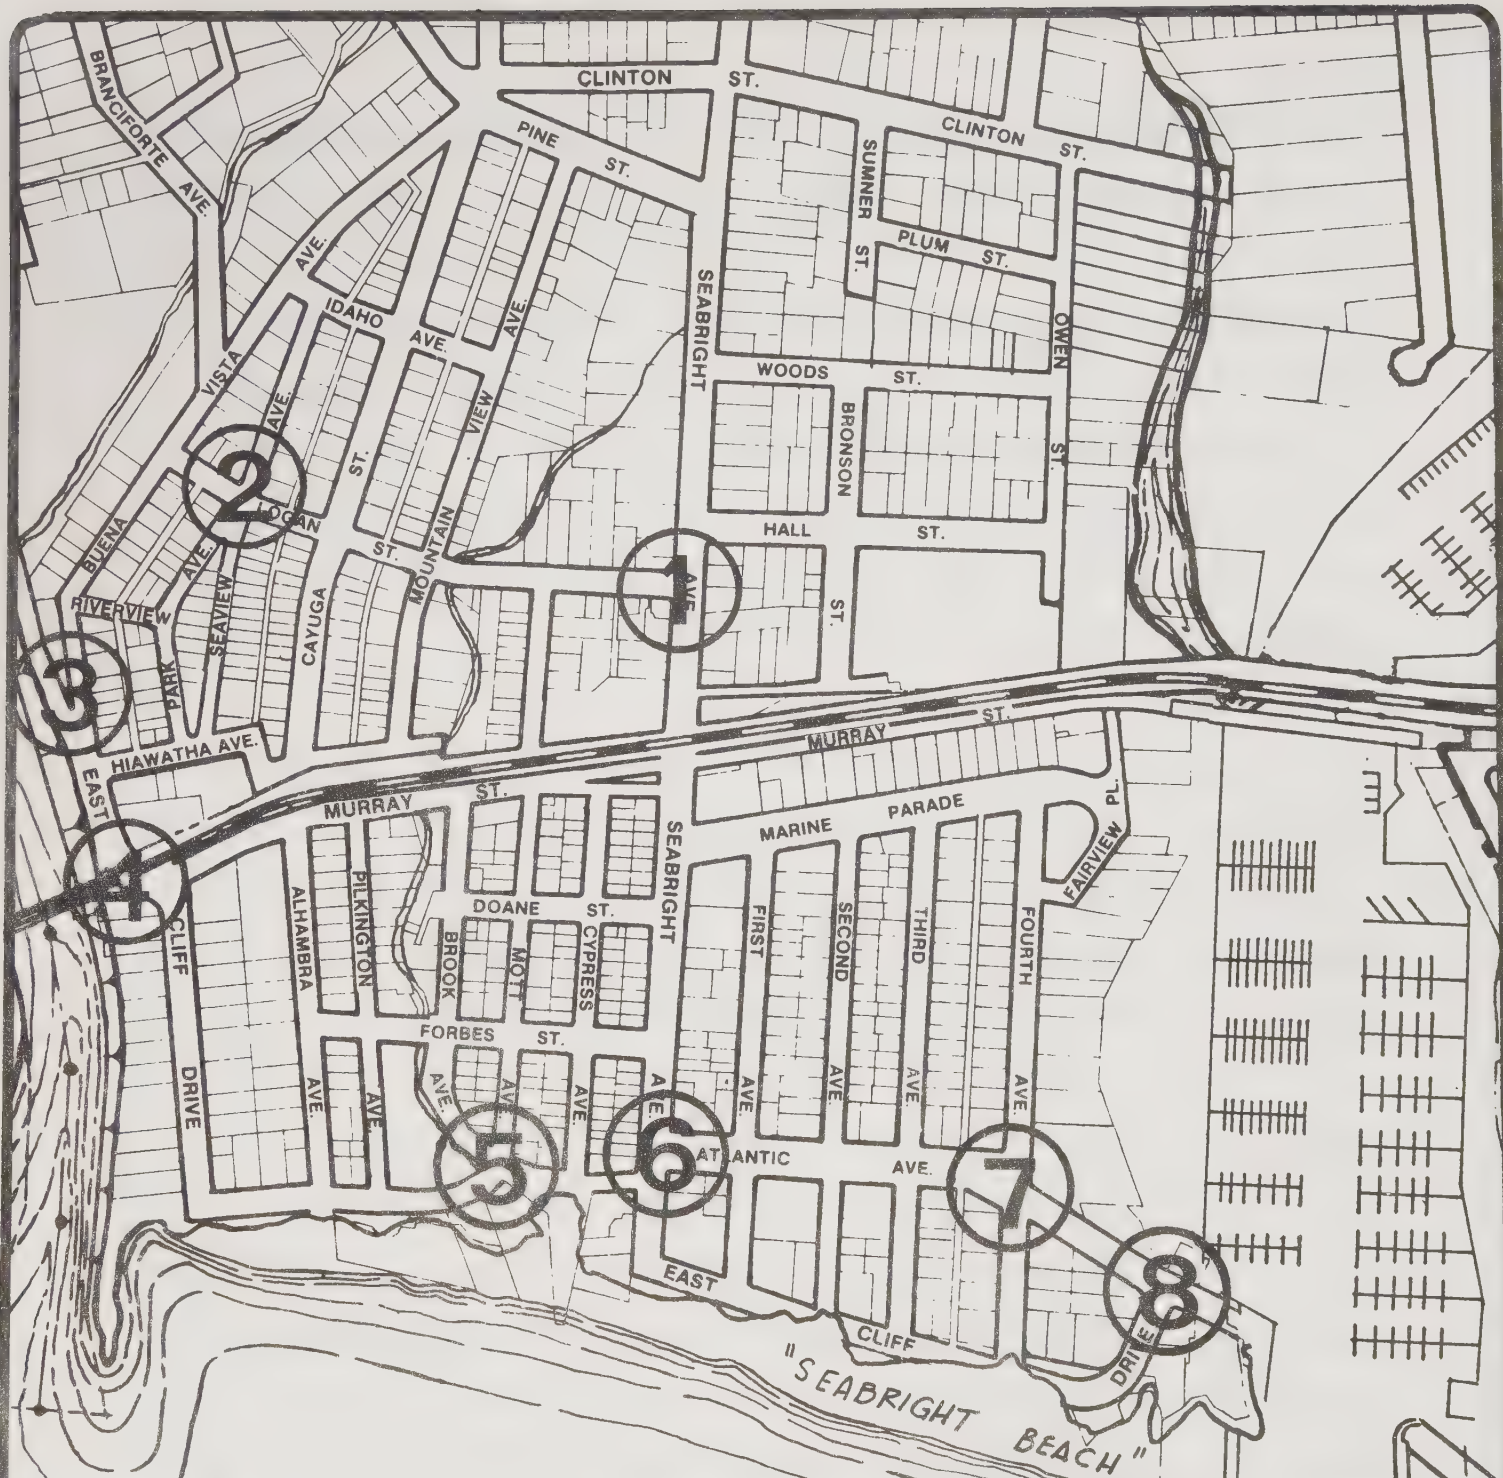 CLINTON ST.
BRANCIFORTE AVE.
PINE ST.
CLINTON ST.
SUMNER ST.
PLUM ST.
AVE.
SEABRIGHT
IDAHO AVE.
AVE.
OWEN ST.
VISTA
WOODS ST.
AVE.
VIEW
BRONSON ST.
ST.
2
LOGAN ST.
BUENA
MOUNTAIN
HALL ST.
AVE.
1
AVE.
RIVERVIEW
SEAVIEW
CAYUGA
3
PARK
HIAWATHA AVE.
MURRAY ST.
EAST
MURRAY ST.
PL.
MARINE PARADE
SEABRIGHT
FAIRVIEW
4
CLIFF
ALHAMBRA
PILKINGTON
DOANE ST.
BROOK
MOTT
CYPRESS
FIRST
SECOND
THIRD
FOURTH
FORBES ST.
DRIVE
AVE.
AVE.
AVE.
AVE
AVE
AVE.
AVE
AVE
AVE.
AVE.
5
6
ATLANTIC AVE.
7
8
EAST
CLIFF
DRIVE
"SEABRIGHT
BEACH"